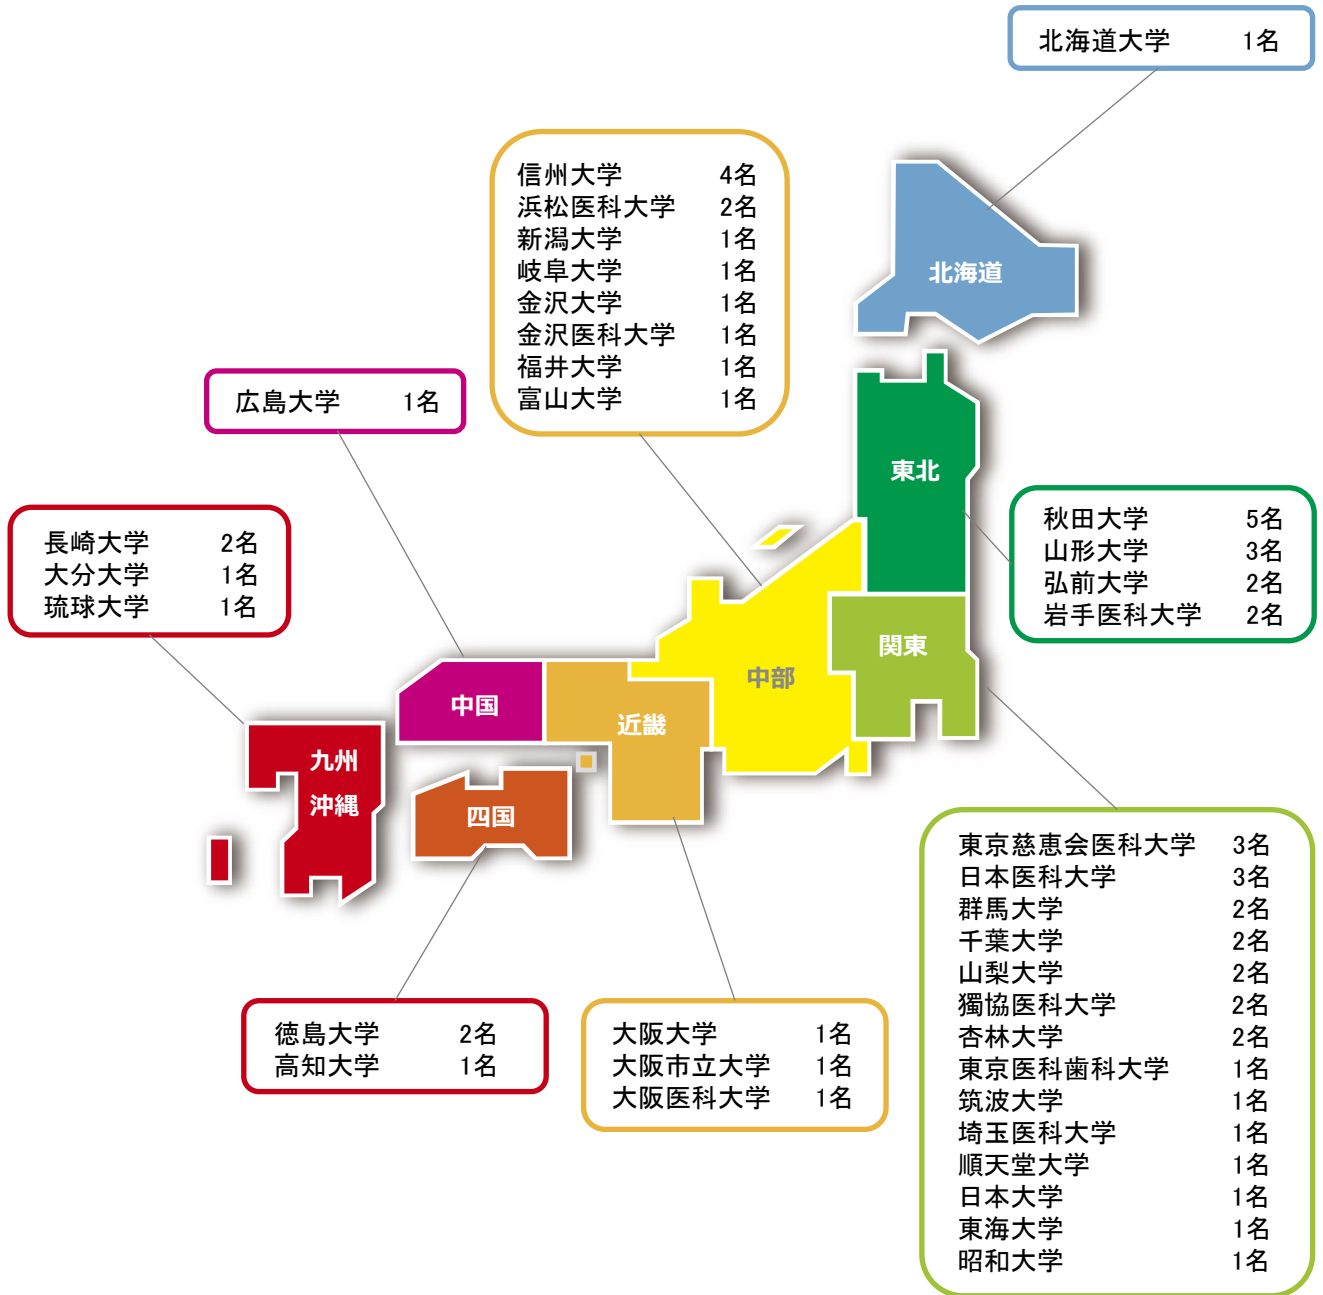 北海道大学 1名
信州大学 4名
浜松医科大学 2名
新潟大学 1名
岐阜大学 1名
金沢大学 1名
金沢医科大学 1名
福井大学 1名
富山大学 1名
北海道
広島大学 1名
東北
秋田大学 5名
山形大学 3名
弘前大学 2名
岩手医科大学 2名
長崎大学 2名
大分大学 1名
琉球大学 1名
関東
中部
中国
近畿
九州
沖縄
四国
東京慈恵会医科大学 3名
日本医科大学 3名
群馬大学 2名
千葉大学 2名
山梨大学 2名
獨協医科大学 2名
杏林大学 2名
東京医科歯科大学 1名
筑波大学 1名
埼玉医科大学 1名
順天堂大学 1名
日本大学 1名
東海大学 1名
昭和大学 1名
徳島大学 2名
高知大学 1名
大阪大学 1名
大阪市立大学 1名
大阪医科大学 1名